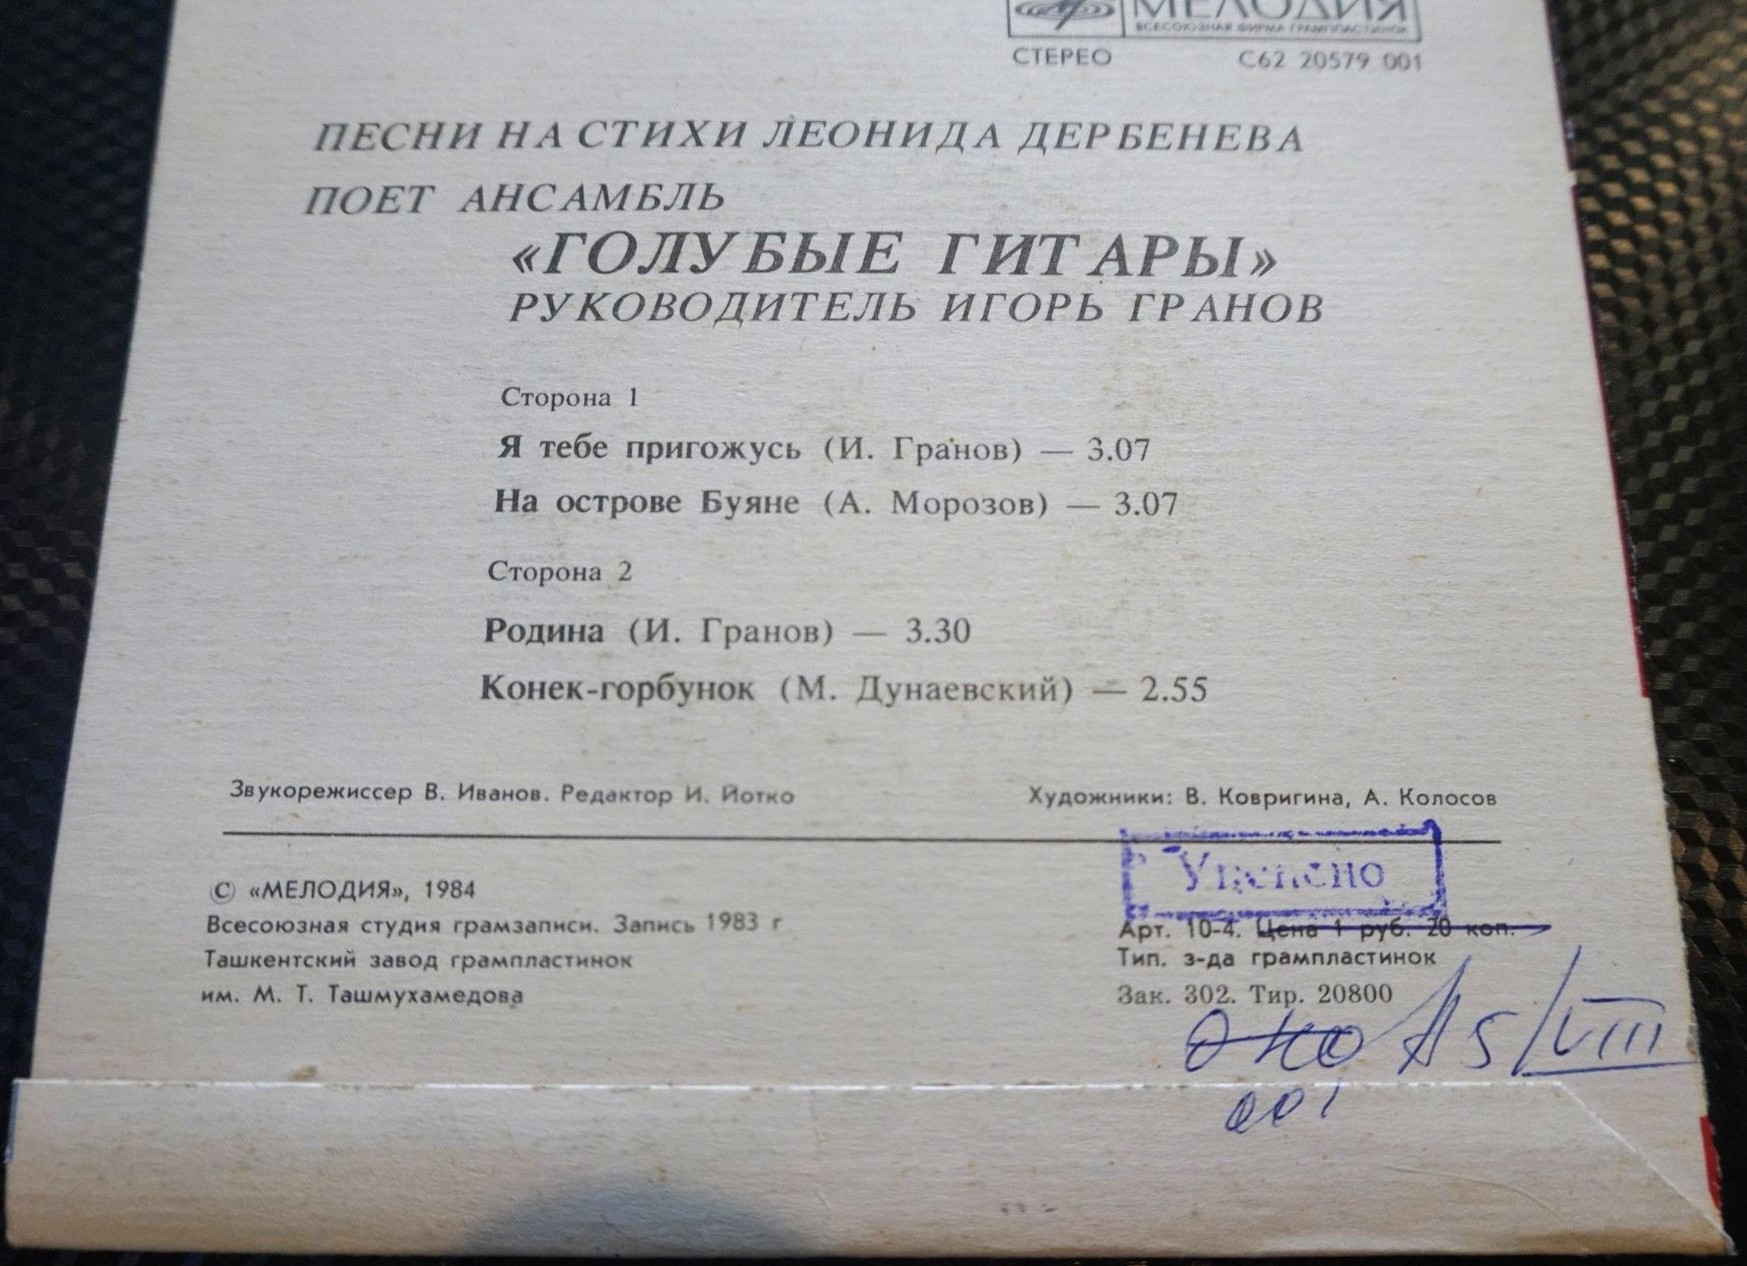 МЕЛОДИЯ
ВСЕСОЮЗНАЯ ФИРМА ГРАМПЛАСТИНОК
СТЕРЕО С62 20579 001
ПЕСНИ НА СТИХИ ЛЕОНИДА ДЕРБЕНЕВА
ПОЕТ АНСАМБЛЬ
«ГОЛУБЫЕ ГИТАРЫ»
РУКОВОДИТЕЛЬ ИГОРЬ ГРАНОВ
Сторона 1
Я тебе пригожусь (И. Гранов) — 3.07
На острове Буяне (А. Морозов) — 3.07
Сторона 2
Родина (И. Гранов) — 3.30
Конек-горбунок (М. Дунаевский) — 2.55
Звукорежиссер В. Иванов. Редактор И. Йотко
Художники: В. Ковригина, А. Колосов
© «МЕЛОДИЯ», 1984
Всесоюзная студия грамзаписи. Запись 1983 г
Ташкентский завод грампластинок
им. М. Т. Ташмухамедова
Уценено
Арт. 10-4. Цена 1 руб. 20 коп.
Тип. з-да грампластинок
Зак. 302. Тир. 20800
5/VIII